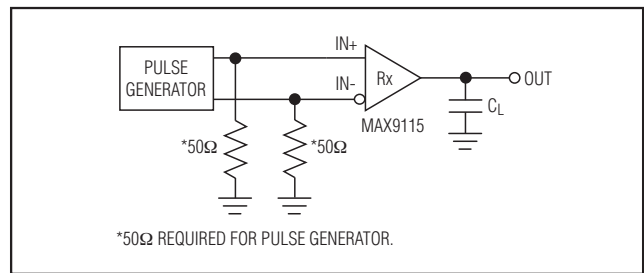 PULSE
GENERATOR
IN+
IN-
Rx
MAX9115
OUT
CL
*50Ω
*50Ω
*50Ω REQUIRED FOR PULSE GENERATOR.